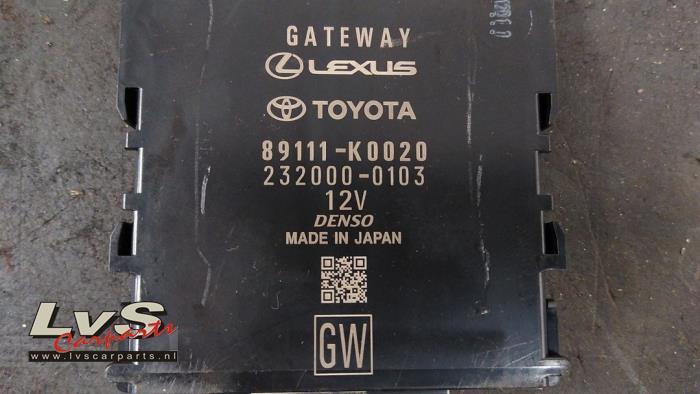 GATEWAY
LEXUS
TOYOTA
89111-K0020
232000-0103
12V
DENSO
MADE IN JAPAN
GW
LvS
Carparts
www.lvscarparts.nl